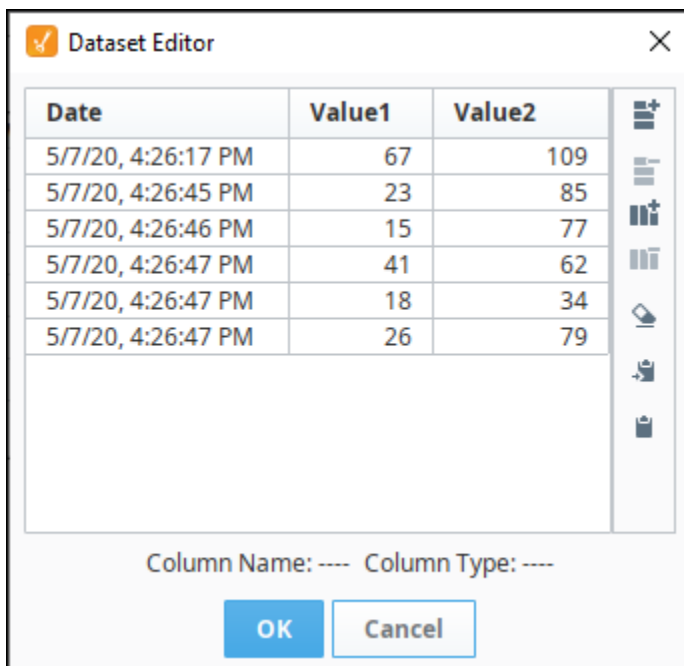 Dataset Editor
Date Value1 Value2
5/7/20, 4:26:17 PM 67 109
5/7/20, 4:26:45 PM 23 85
5/7/20, 4:26:46 PM 15 77
5/7/20, 4:26:47 PM 41 62
5/7/20, 4:26:47 PM 18 34
5/7/20, 4:26:47 PM 26 79
Column Name: ---- Column Type: ----
OK Cancel